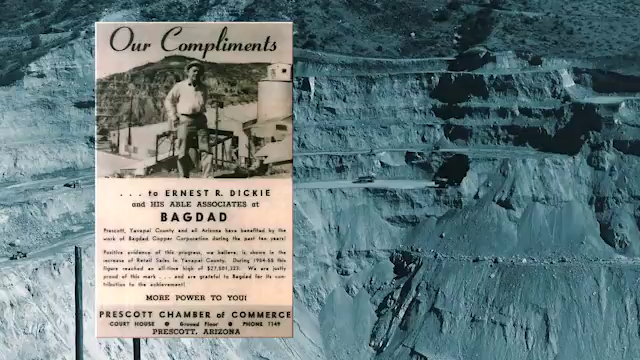 Our Compliments
. . . to ERNEST R. DICKIE
and HIS ABLE ASSOCIATES at
BAGDAD
Prescott, Yavapai County and all Arizona have benefited by the
work of Bagdad Copper Corporation during the past ten years!
Positive evidence of this progress, we believe, is shown in the
increase of Retail Sales in Yavapai County. During 1954-55 this
figure reached an all-time high of We are justly
proud of this mark . . . and are grateful to Bagdad for its con-
tribution to the achievement!
MORE POWER TO YOU!
PRESCOTT CHAMBER of COMMERCE
COURT HOUSE ● Ground Floor ● PHONE 1149
PRESCOTT, ARIZONA